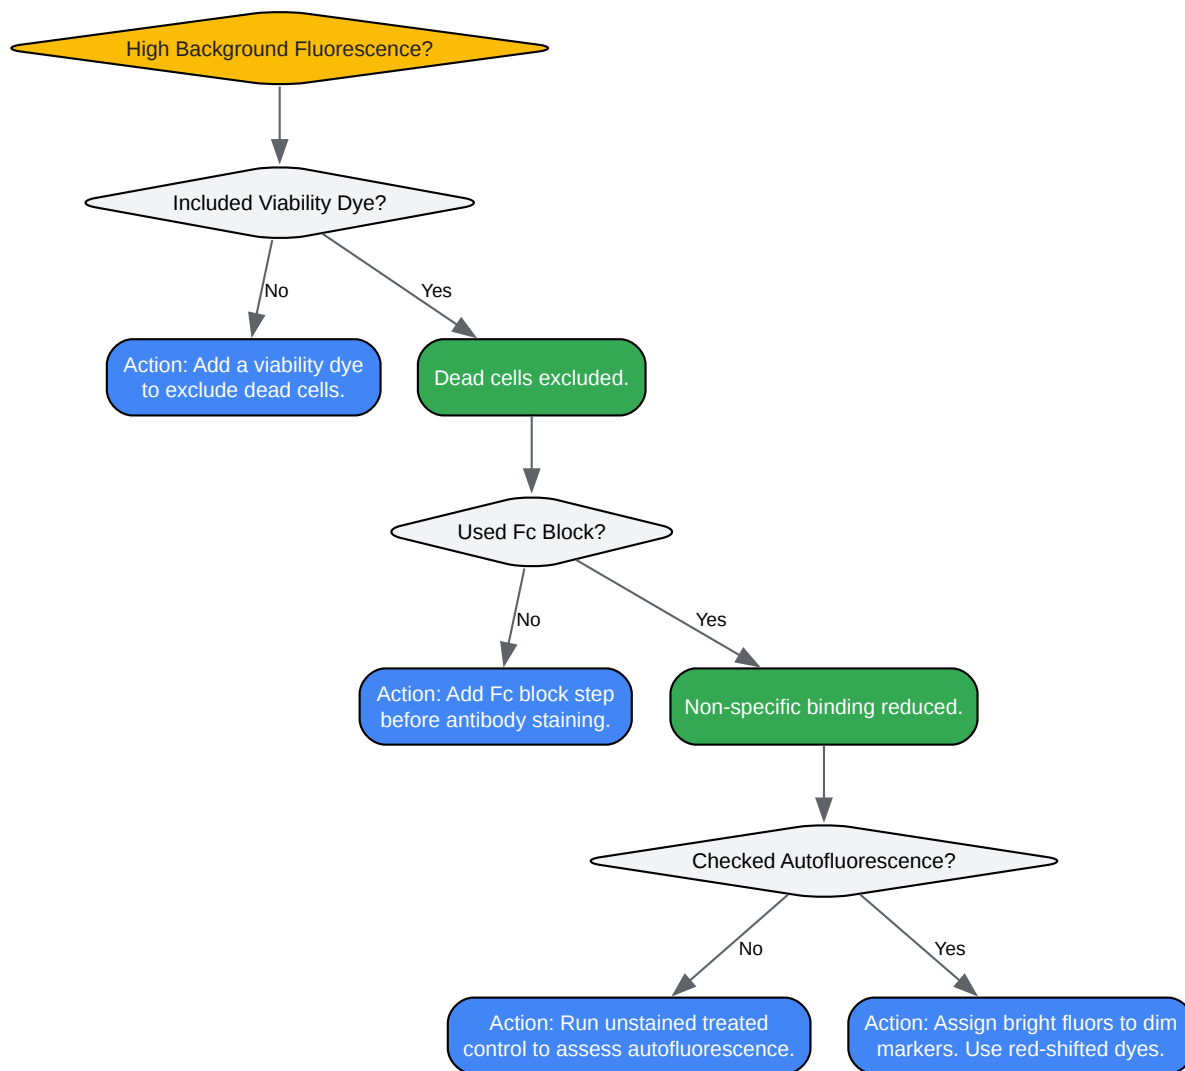 High Background Fluorescence?
Included Viability Dye?
No
Yes
Action: Add a viability dye
to exclude dead cells.
Dead cells excluded.
Used Fc Block?
No
Yes
Action: Add Fc block step
before antibody staining.
Non-specific binding reduced.
Checked Autofluorescence?
No
Yes
Action: Run unstained treated
control to assess autofluorescence.
Action: Assign bright fluors to dim
markers. Use red-shifted dyes.